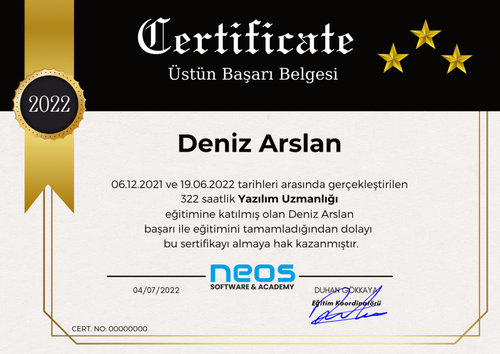 Certificate
Üstün Başarı Belgesi
2022
Deniz Arslan
06.12.2021 ve 19.06.2022 tarihleri arasında gerçekleştirilen
322 saatlik Yazılım Uzmanlığı
eğitimine katılmış olan Deniz Arslan
başarı ile eğitimini tamamladığından dolayı
bu sertifikayı almaya hak kazanmıştır.
neos
SOFTWARE & ACADEMY
04/07/2022
DUHAN GÖKKAYA
Eğitim Koordinatörü
CERT. NO: 00000000